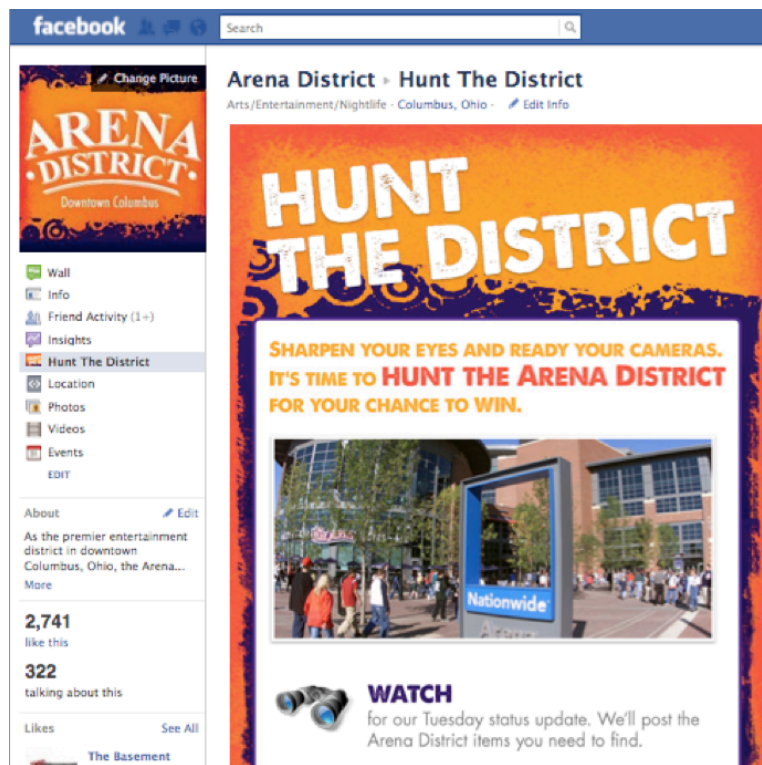 facebook
Search
Change Picture
ARENA
DISTRICT
Downtown Columbus
Wall
Info
Friend Activity (1+)
Insights
Hunt The District
Location
Photos
Videos
Events
EDIT
About
Edit
As the premier entertainment
district in downtown
Columbus, Ohio, the Arena...
More
2,741
like this
322
talking about this
Likes
See All
The Basement
Arena District ▸ Hunt The District
Arts/Entertainment/Nightlife - Columbus, Ohio - Edit Info
HUNT
THE DISTRICT
SHARPEN YOUR EYES AND READY YOUR CAMERAS.
IT'S TIME TO HUNT THE ARENA DISTRICT
FOR YOUR CHANCE TO WIN.
Nationwide
Arena
WATCH
for our Tuesday status update. We'll post the
Arena District items you need to find.